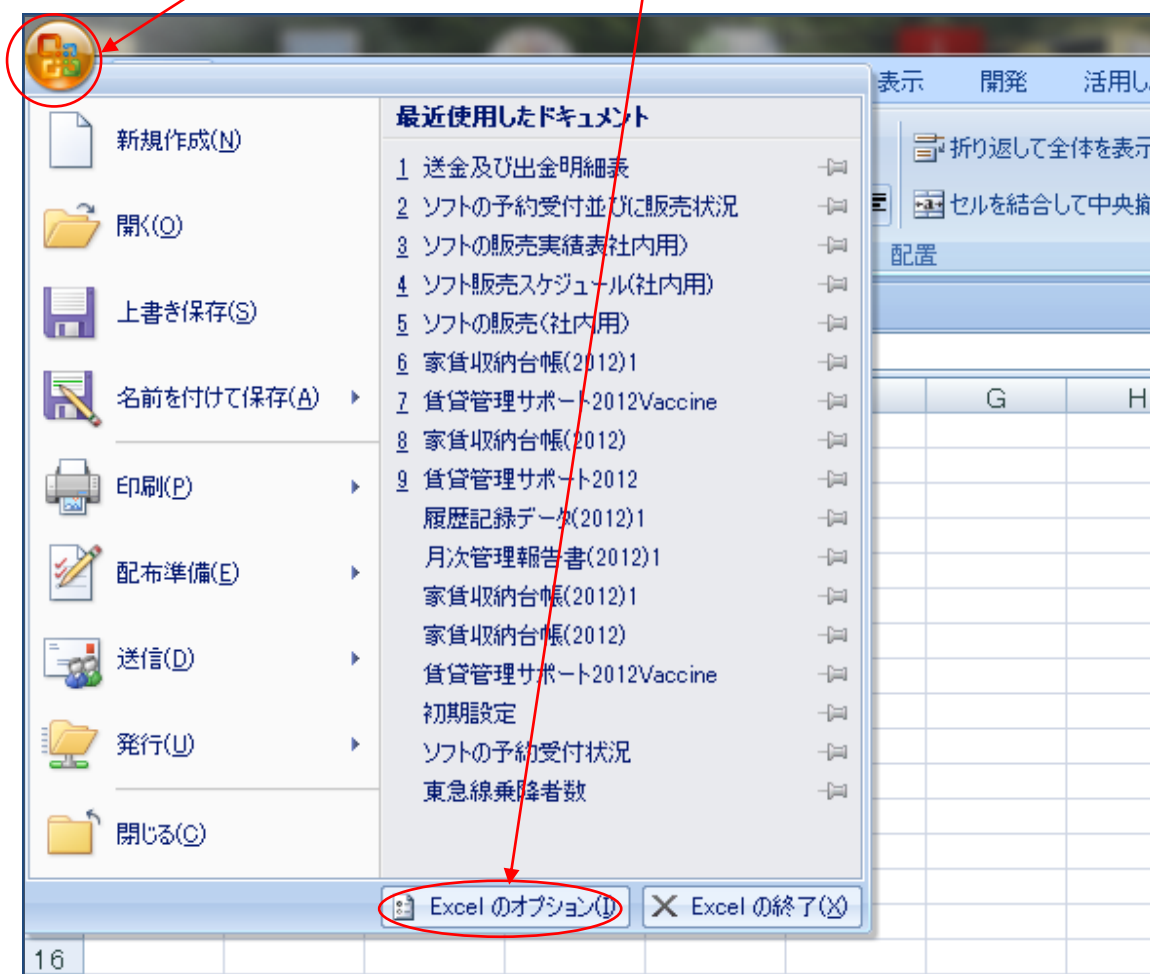 表示 開発 活用し
新規作成(N)
開く(O)
上書き保存(S)
名前を付けて保存(A)
印刷(P)
配布準備(E)
送信(D)
発行(U)
閉じる(C)
最近使用したドキュメント
1 送金及び出金明細表
2 ソフトの予約受付並びに販売状況
3 ソフトの販売実績表社内用)
4 ソフト販売スケジュール(社内用)
5 ソフトの販売(社内用)
6 家賃収納台帳(2012)1
7 賃貸管理サポート2012Vaccine
8 家賃収納台帳(2012)
9 賃貸管理サポート2012
履歴記録データ(2012)1
月次管理報告書(2012)1
家賃収納台帳(2012)1
家賃収納台帳(2012)
賃貸管理サポート2012Vaccine
初期設定
ソフトの予約受付状況
東急線乗降者数
Excel のオプション(I) Excel の終了(X)
折り返して全体を表示
セルを結合して中央揃
配置
G H
16